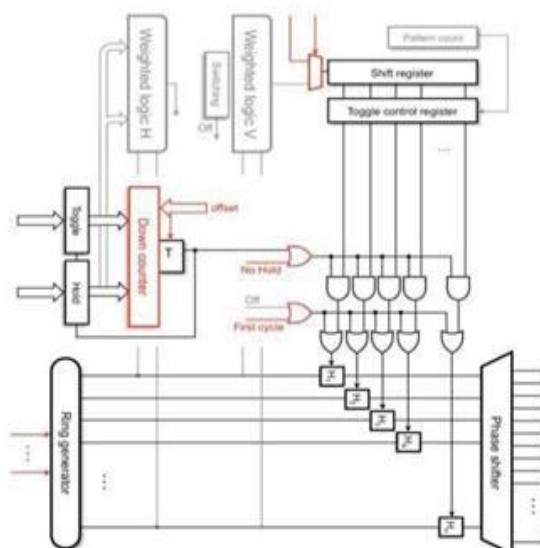 Weighted logic H
Switching
Off
Weighted logic V
Pattern count
Shift register
Toggle control register
...
Toggle
Hold
Down counter
offset
T
No Hold
Off
First cycle
Ring generator
...
...
Phase shifter
...